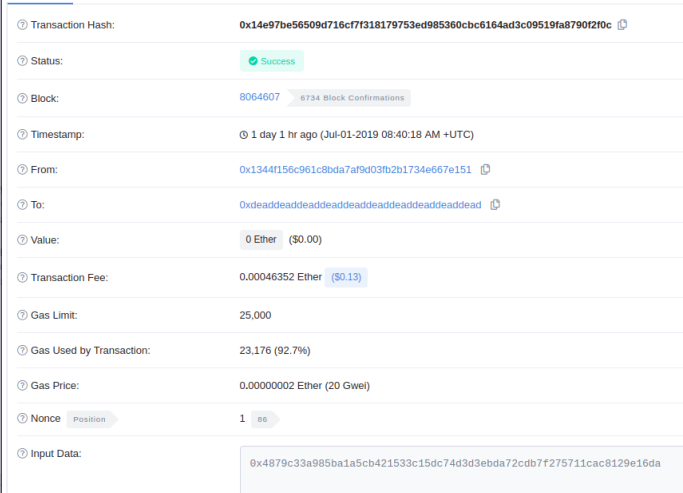 Transaction Hash: 0x14e97be56509d716cf7f318179753ed985360cbc6164ad3c09519fa8790f2f0c
Status: Success
Block: 8064607 6734 Block Confirmations
Timestamp: 1 day 1 hr ago (Jul-01-2019 08:40:18 AM +UTC)
From: 0x1344f156c961c8bda7af9d03fb2b1734e667e151
To: 0xdeaddeaddeaddeaddeaddeaddeaddeaddeaddead
Value: 0 Ether ($0.00)
Transaction Fee: 0.00046352 Ether ($0.13)
Gas Limit: 25,000
Gas Used by Transaction: 23,176 (92.7%)
Gas Price: 0.00000002 Ether (20 Gwei)
Nonce Position 1 86
Input Data: 0x4879c33a985ba1a5cb421533c15dc74d3d3ebda72cdb7f275711cac8129e16da